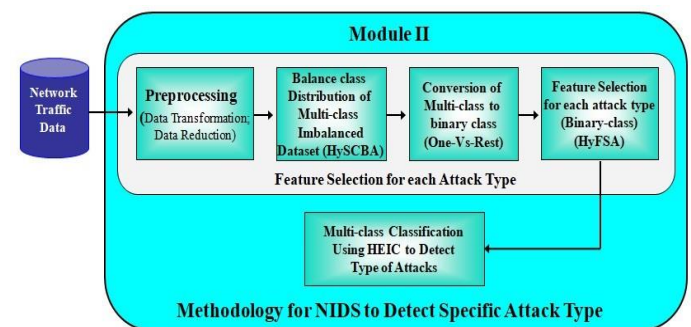 Module II
Network
Traffic
Data
Preprocessing
(Data Transformation;
Data Reduction)
Balance class
Distribution of
Multi-class
Imbalanced
Dataset (HySCBA)
Conversion of
Multi-class to
binary class
(One-Vs-Rest)
Feature Selection
for each attack type
(Binary-class)
(HyFSA)
Feature Selection for each Attack Type
Multi-class Classification
Using HEIC to Detect
Type of Attacks
Methodology for NIDS to Detect Specific Attack Type